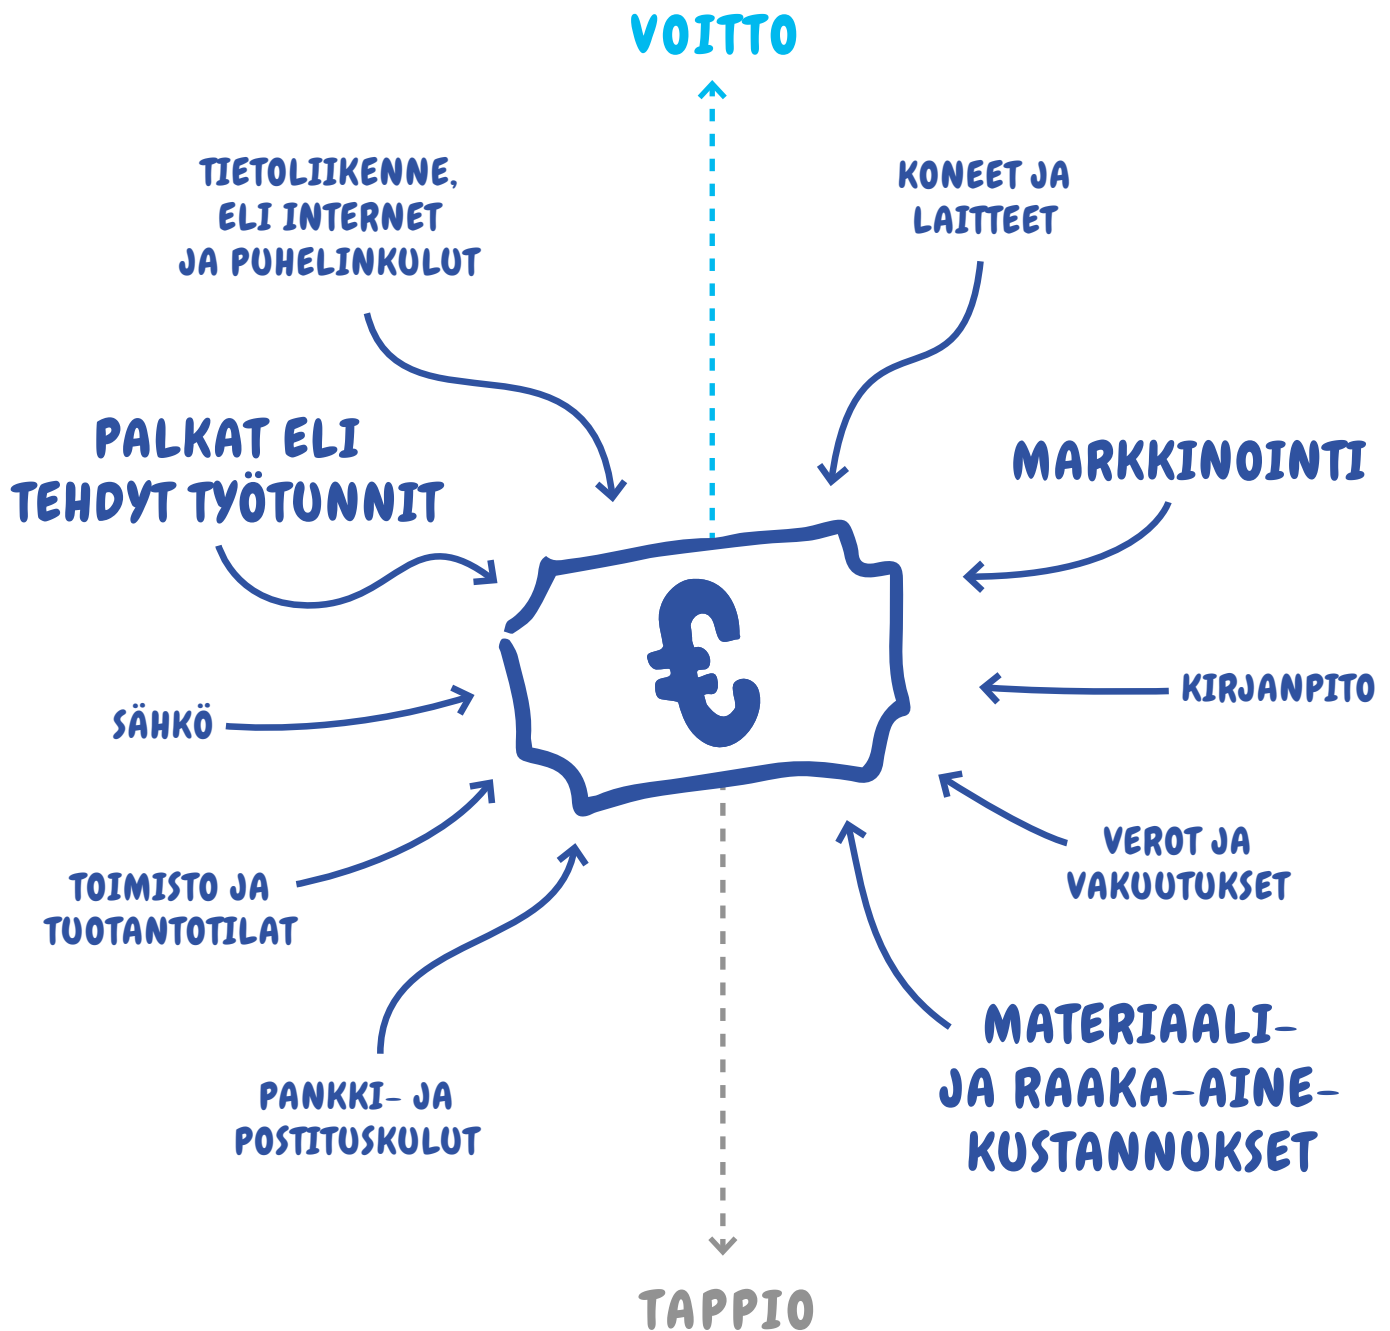 VOITTO
TIETOLIIKENNE,
ELI INTERNET
JA PUHELINKULUT
KONEET JA
LAITTEET
PALKAT ELI
TEHDYT TYÖTUNNIT
MARKKINOINTI
€
SÄHKÖ
KIRJANPITO
TOIMISTO JA
TUOTANTOTILAT
VEROT JA
VAKUUTUKSET
PANKKI- JA
POSTITUSKULUT
MATERIAALI-
JA RAAKA-AINE-
KUSTANNUKSET
TAPPIO